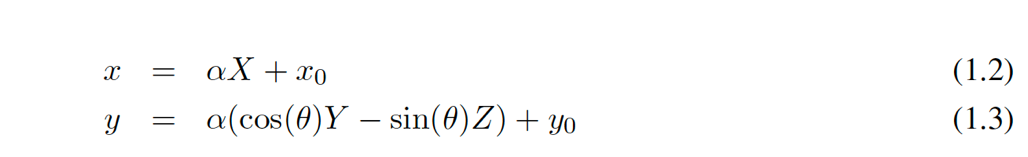 x = αX + x₀ (1.2)
y = α(cos(θ)Y − sin(θ)Z) + y₀ (1.3)